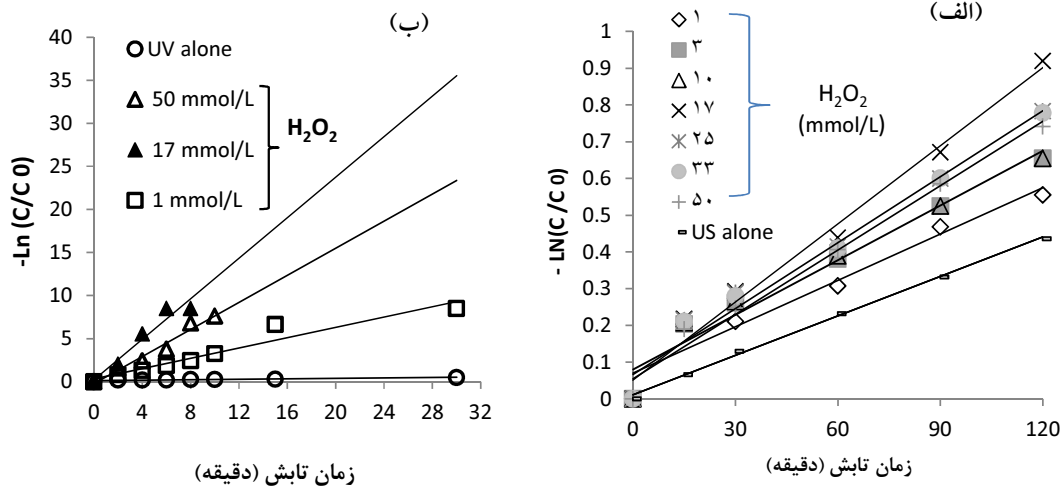 (ب)
-Ln (C/C 0)
40
35
30
25
20
15
10
5
0
UV alone
50 mmol/L
17 mmol/L
1 mmol/L
H2O2
0 4 8 12 16 20 24 28 32
زمان تابش (دقیقه)
(الف)
- LN(C /C 0)
1
0.9
0.8
0.7
0.6
0.5
0.4
0.3
0.2
0.1
0
۱
۳
۱۰
۱۷
۲۵
۳۳
۵۰
US alone
H2O2
(mmol/L)
0 30 60 90 120
زمان تابش (دقیقه)